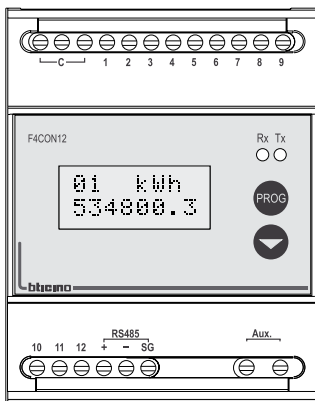 C 1 2 3 4 5 6 7 8 9
F4CON12
Rx Tx
01 kWh
534800.3
PROG
bticino
RS485 Aux.
10 11 12 + – SG